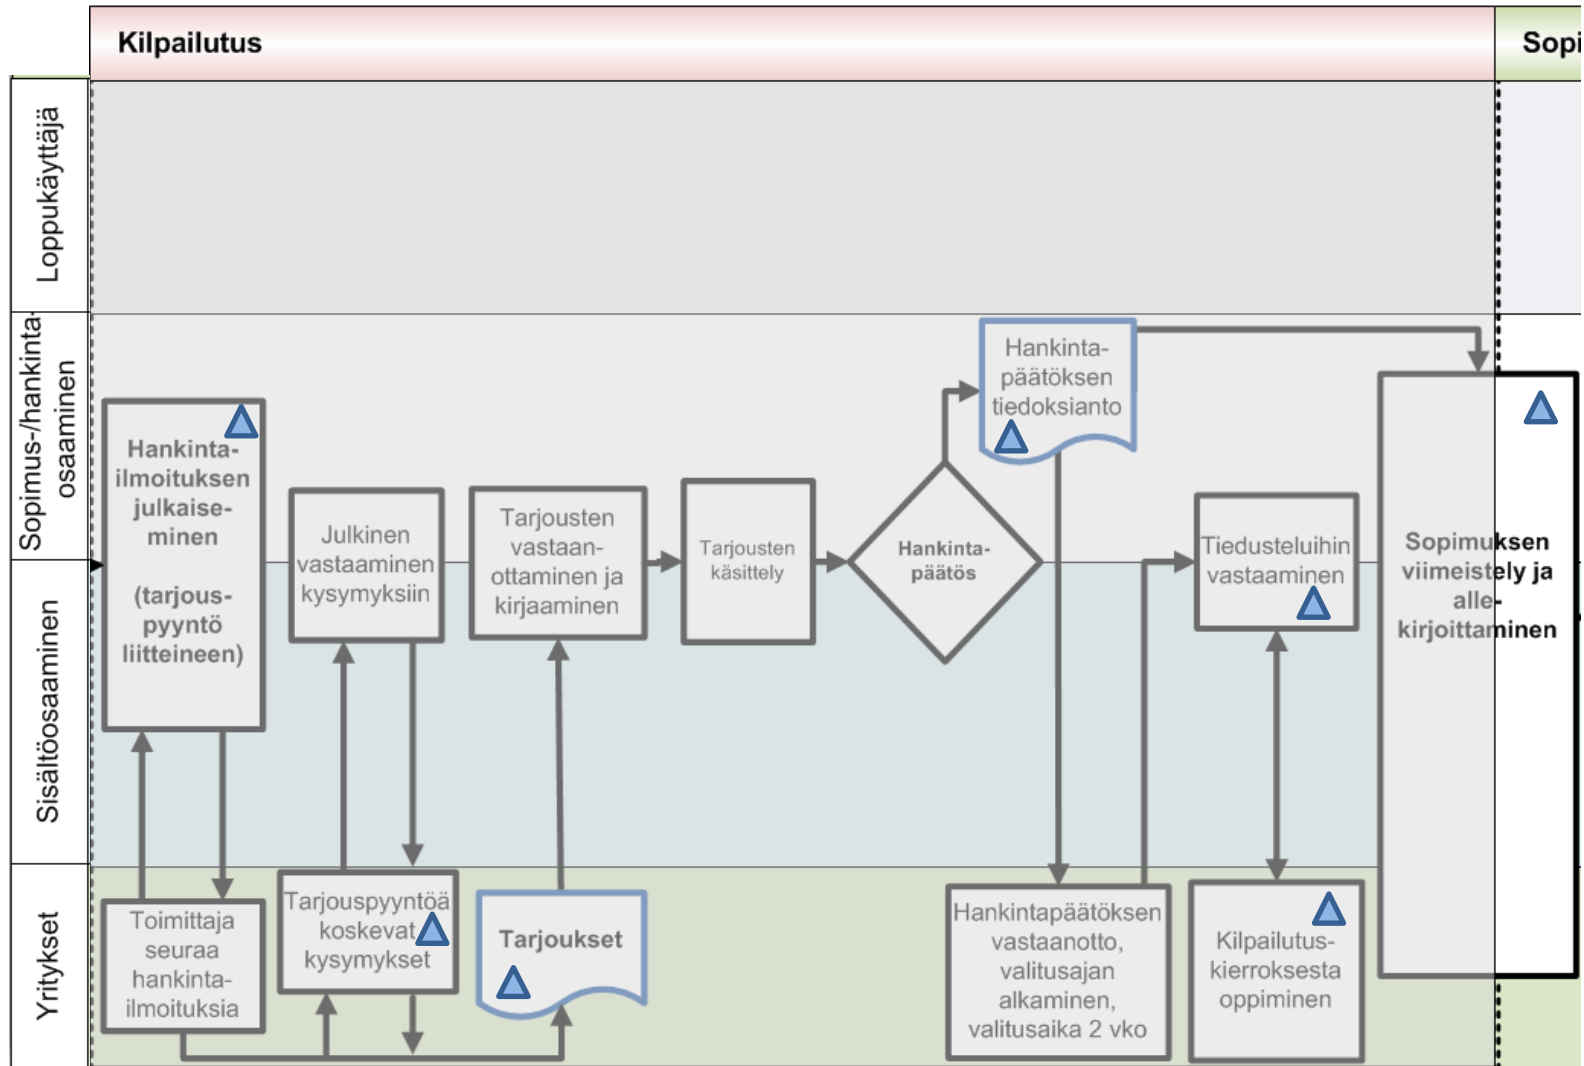 Kilpailutus
Sopi
Loppukäyttäjä
Sopimus-/hankinta-
osaaminen
Sisältöosaaminen
Yritykset
Hankinta-
ilmoituksen
julkaise-
minen
(tarjous-
pyyntö
liitteineen)
Julkinen
vastaaminen
kysymyksiin
Tarjousten
vastaan-
ottaminen ja
kirjaaminen
Tarjousten
käsittely
Hankinta-
päätös
Hankinta-
päätöksen
tiedoksianto
Tiedusteluihin
vastaaminen
Sopimuksen
viimeistely ja
alle-
kirjoittaminen
Toimittaja
seuraa
hankinta-
ilmoituksia
Tarjouspyyntöä
koskevat
kysymykset
Tarjoukset
Hankintapäätöksen
vastaanotto,
valitusajan
alkaminen,
valitusaika 2 vko
Kilpailutus-
kierroksesta
oppiminen